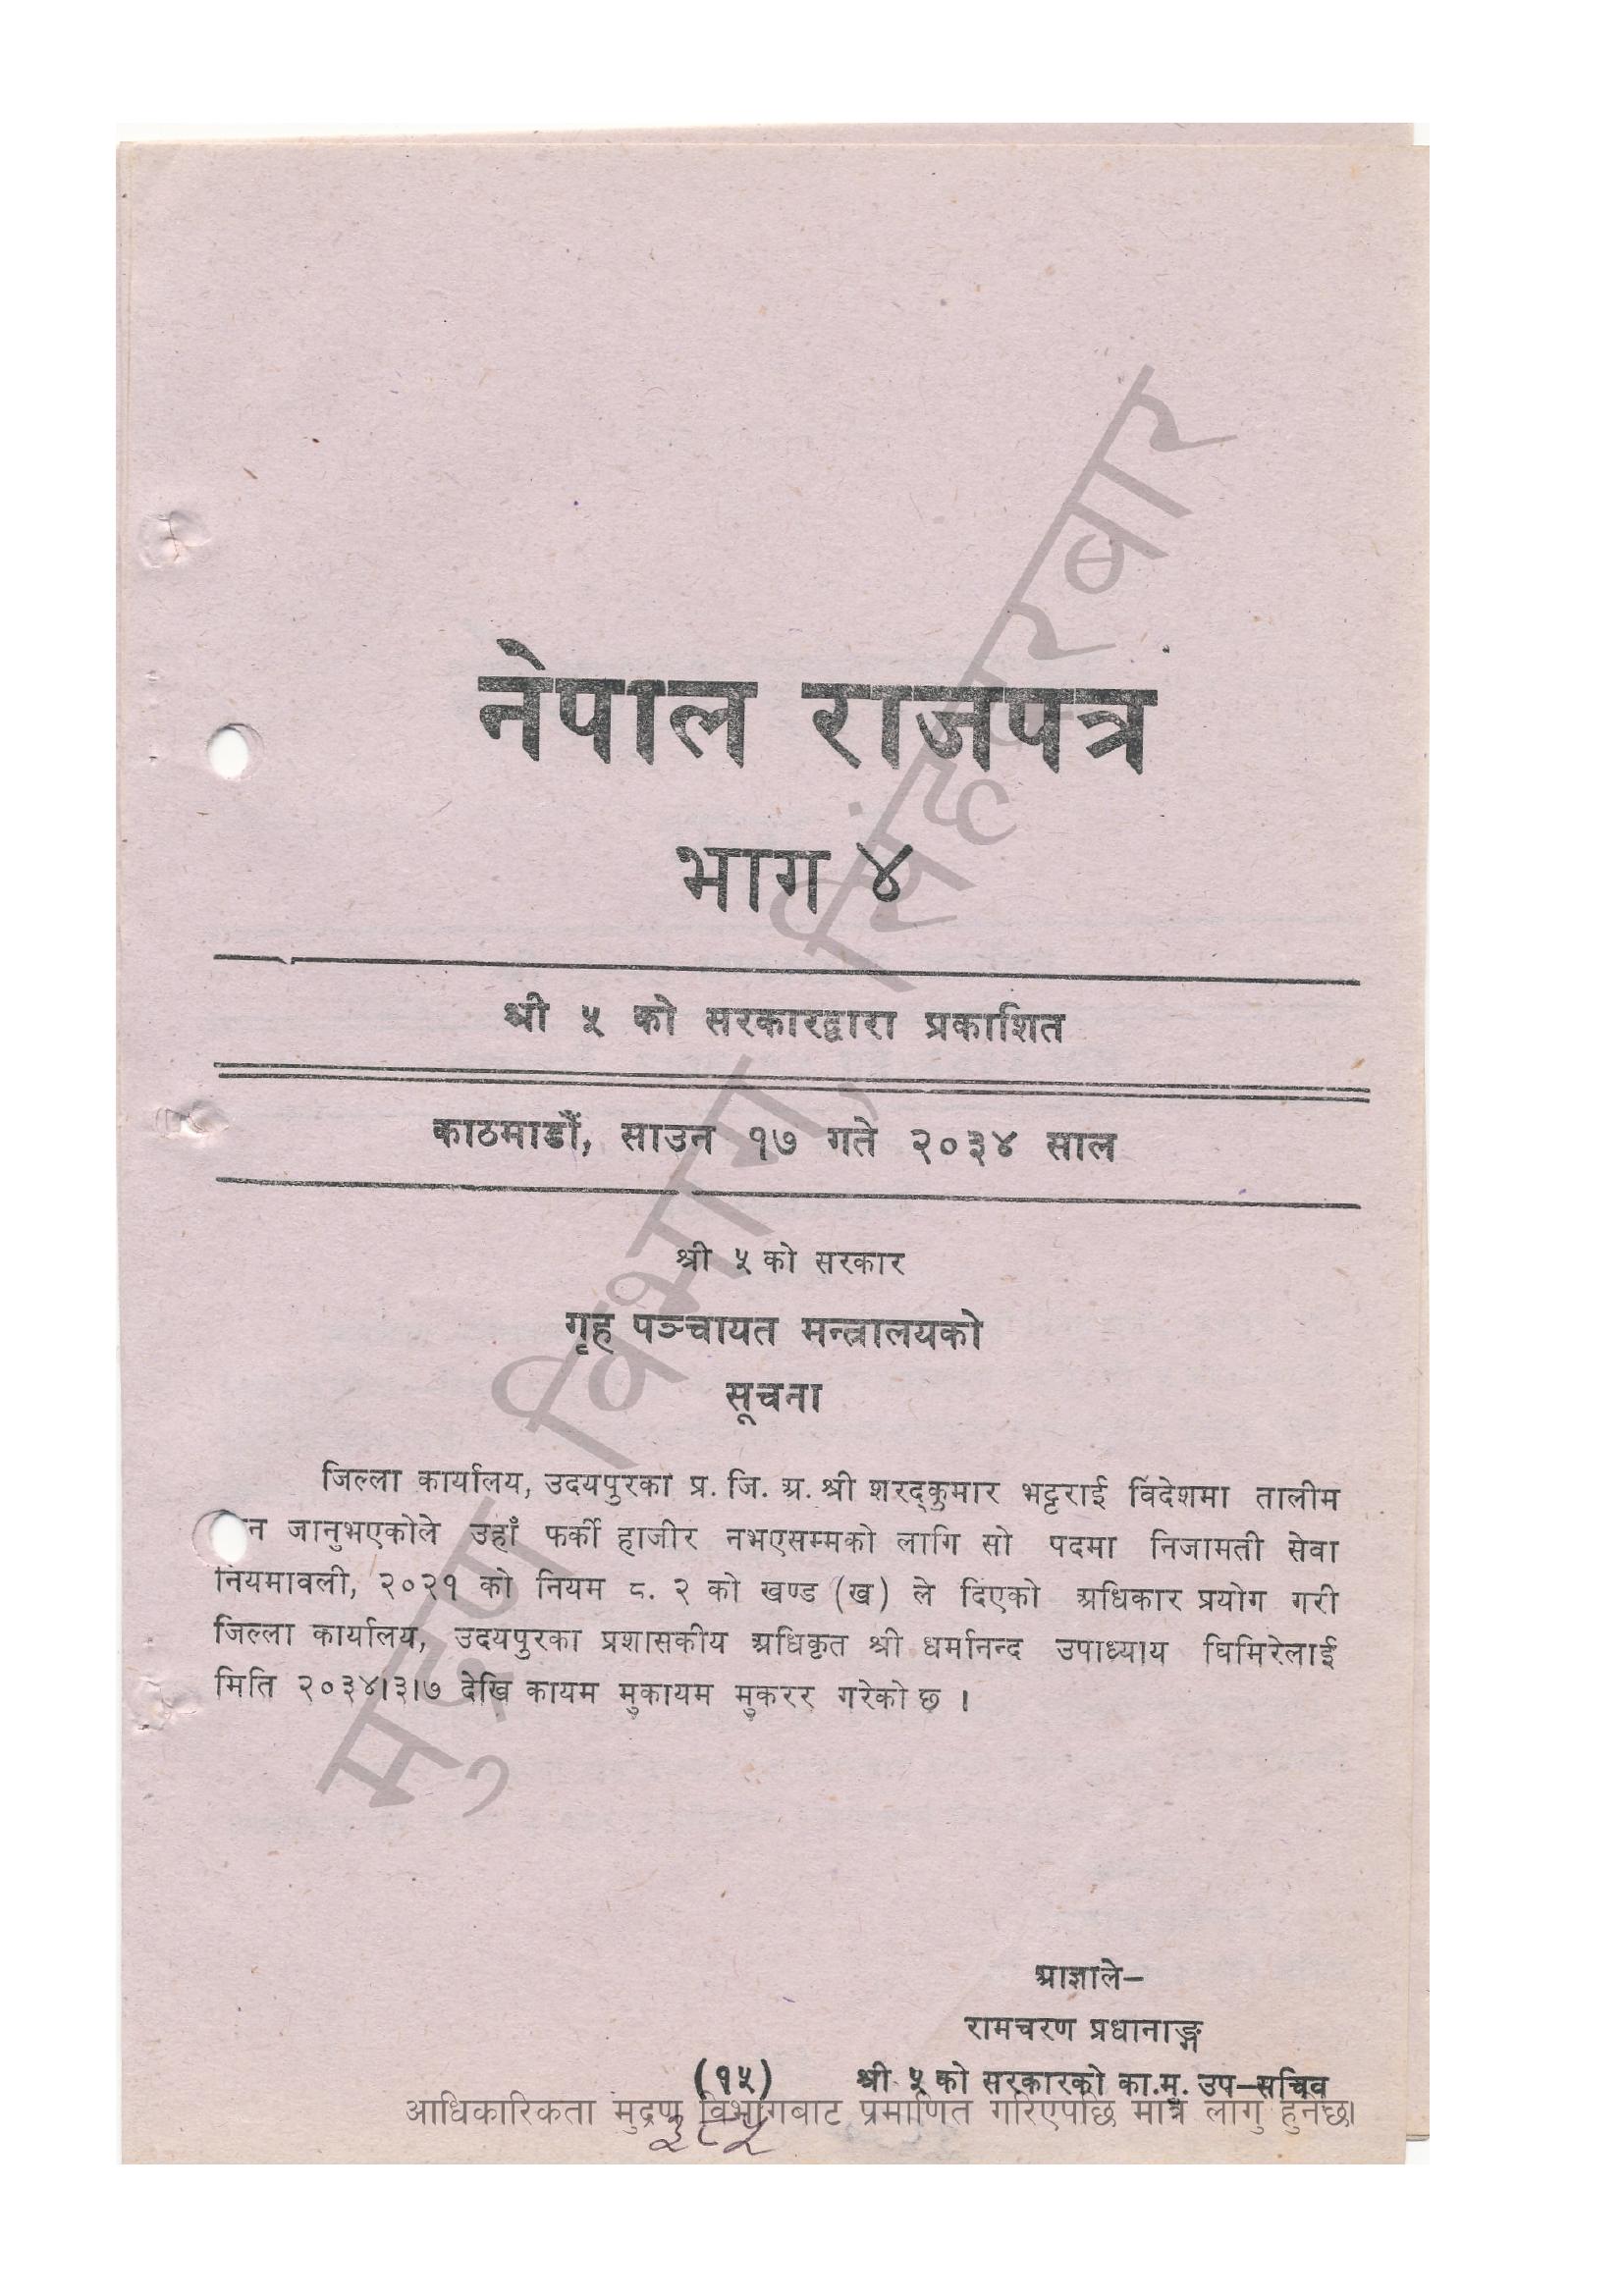 नेपाल राजपत्र
भाग ४
श्री ५ को सरकारद्वारा प्रकाशित
काठमाडौं, साउन १७ गते २०३४ साल
श्री ५ को सरकार
गृह पञ्चायत मन्त्रालयको
सूचना
जिल्ला कार्यालय, उदयपुरका प्र. जि. अ. श्री शरद्कुमार भट्टराई विदेशमा तालीम
न जानुभएकोले उहाँ फर्की हाजीर नभएसम्मको लागि सो पदमा निजामती सेवा
नियमावली, २०२१ को नियम ८. २ को खण्ड (ख) ले दिएको अधिकार प्रयोग गरी
जिल्ला कार्यालय, उदयपुरका प्रशासकीय अधिकृत श्री धर्मानन्द उपाध्याय घिमिरेलाई
मिति २०३४।३।७ देखि कायम मुकायम मुकरर गरेको छ ।
आज्ञाले–
रामचरण प्रधानाङ्ग
(१५) श्री ५ को सरकारको का.मु. उप–सचिव
आधिकारिकता मुद्रण विभागबाट प्रमाणित गरिएपछि मात्र लागु हुनेछ।
३८५
मुद्रण विभाग, सिंहदरबार